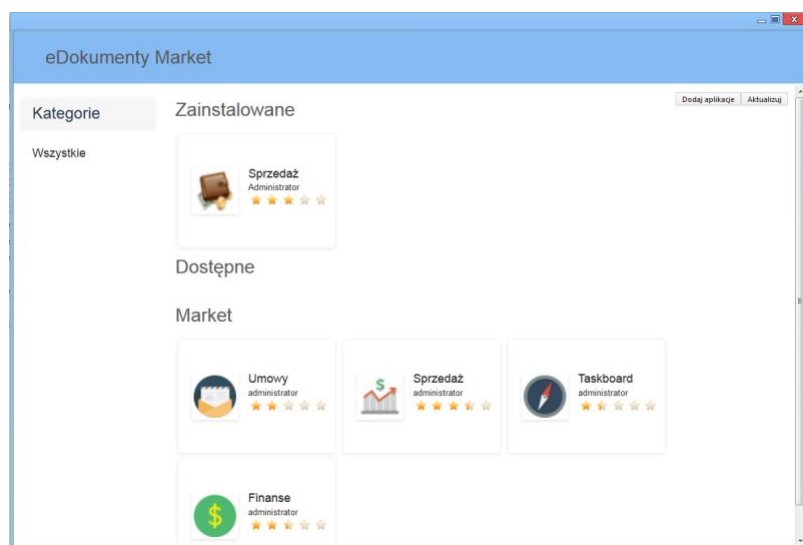 eDokumenty Market
Dodaj aplikacje Aktualizuj
Kategorie
Wszystkie
Zainstalowane
Sprzedaż
Administrator
Dostępne
Market
Umowy
administrator
Sprzedaż
administrator
Taskboard
administrator
Finanse
administrator